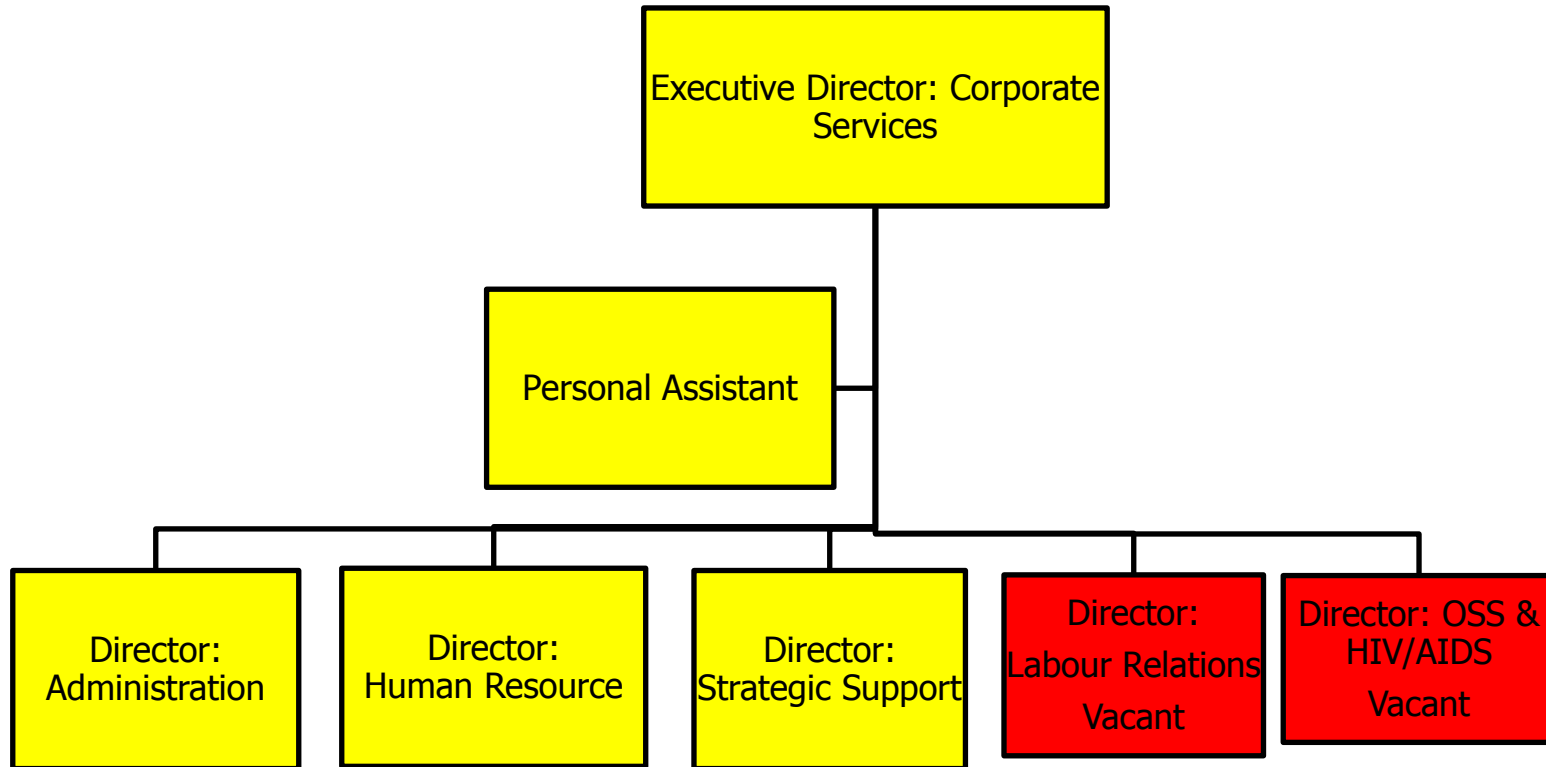 Executive Director: Corporate
Services
Personal Assistant
Director:
Administration
Director:
Human Resource
Director:
Strategic Support
Director:
Labour Relations
Vacant
Director: OSS &
HIV/AIDS
Vacant